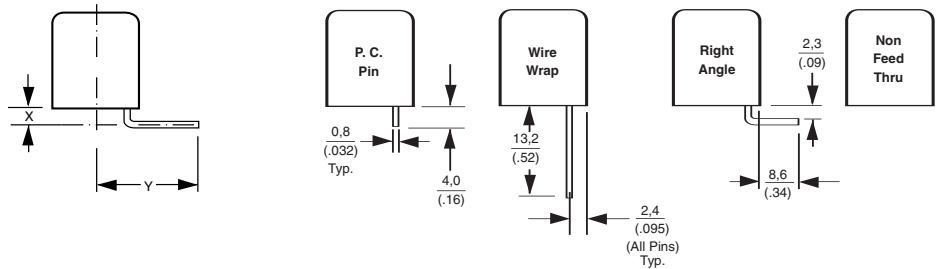 X
Y
P. C.
Pin
0,8
(.032)
Typ.
4,0
(.16)
Wire
Wrap
13,2
(.52)
2,4
(.095)
(All Pins)
Typ.
Right
Angle
2,3
(.09)
8,6
(.34)
Non
Feed
Thru